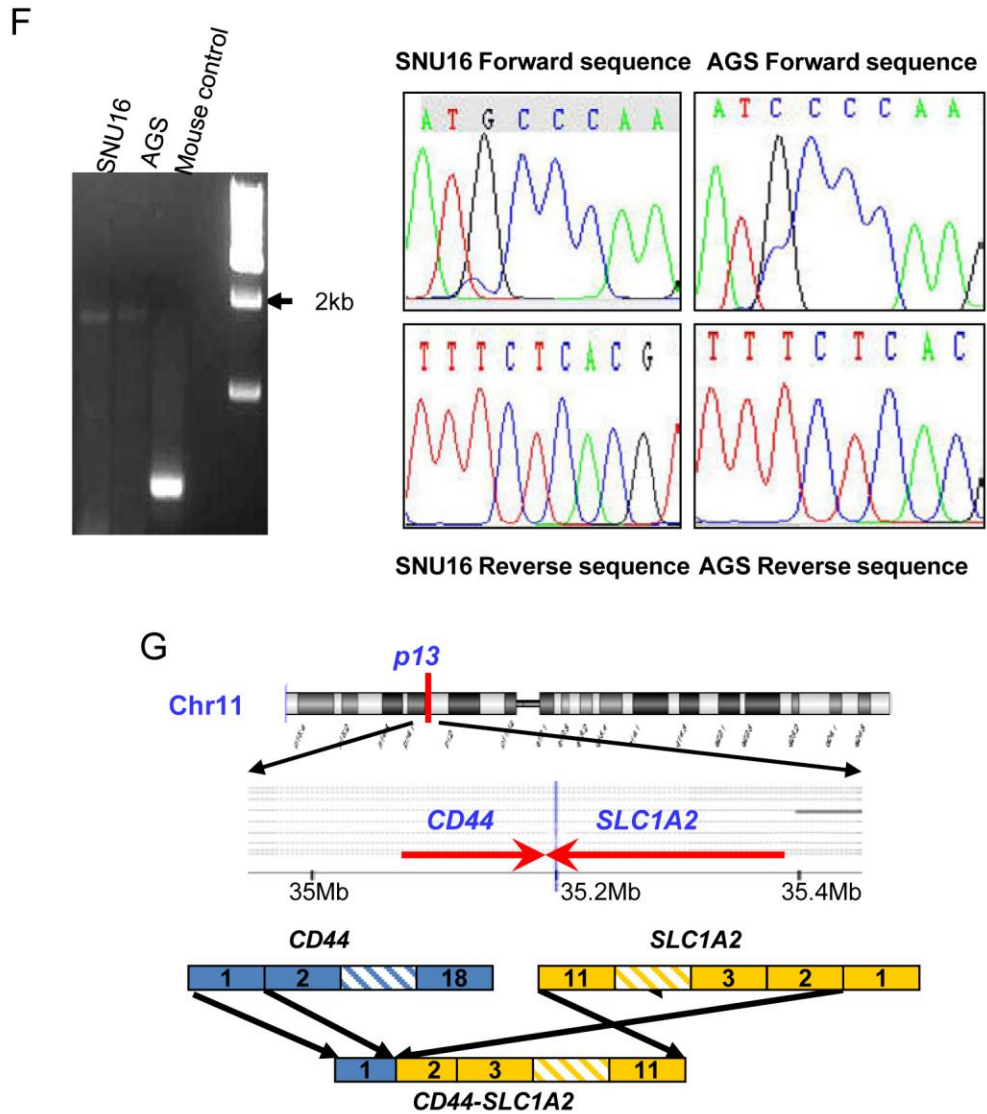 F
SNU16
AGS
Mouse control
2kb
SNU16 Forward sequence
AGS Forward sequence
A T G C C C A A
A T C C C C A A
T T T C T C A C G
T T T C T C A C
SNU16 Reverse sequence
AGS Reverse sequence
G
p13
Chr11
CD44
SLC1A2
35Mb
35.2Mb
35.4Mb
CD44
SLC1A2
1 2 18
11 3 2 1
1 2 3 11
CD44-SLC1A2